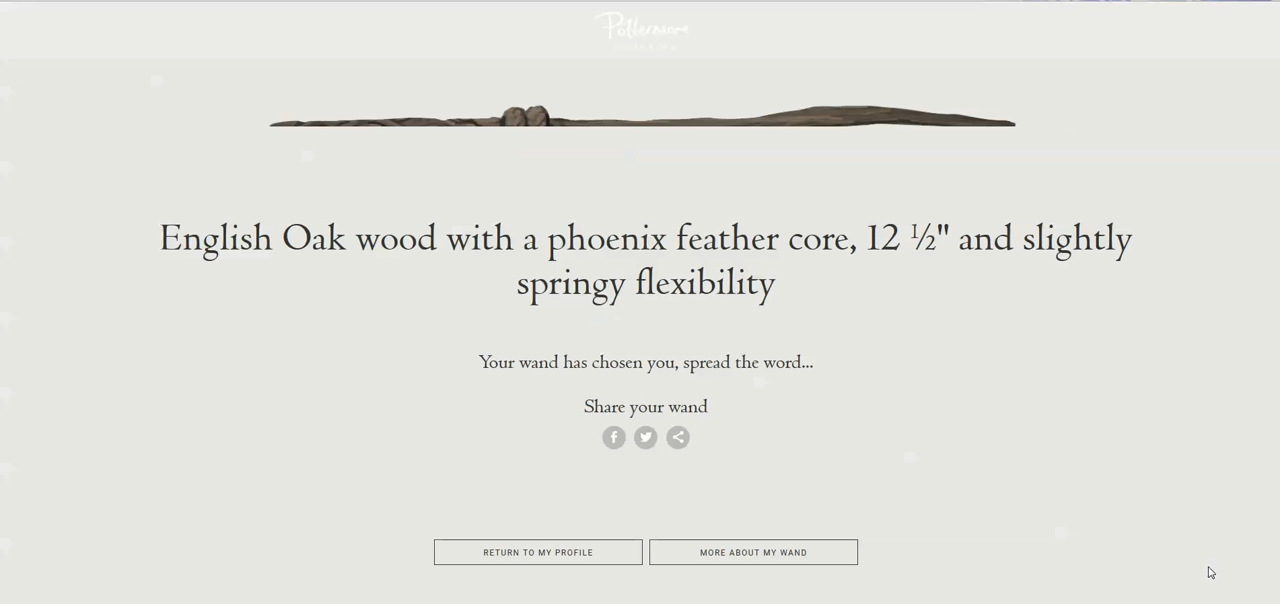 Pottermore
English Oak wood with a phoenix feather core, 12 ½" and slightly
springy flexibility
Your wand has chosen you, spread the word...
Share your wand
RETURN TO MY PROFILE
MORE ABOUT MY WAND